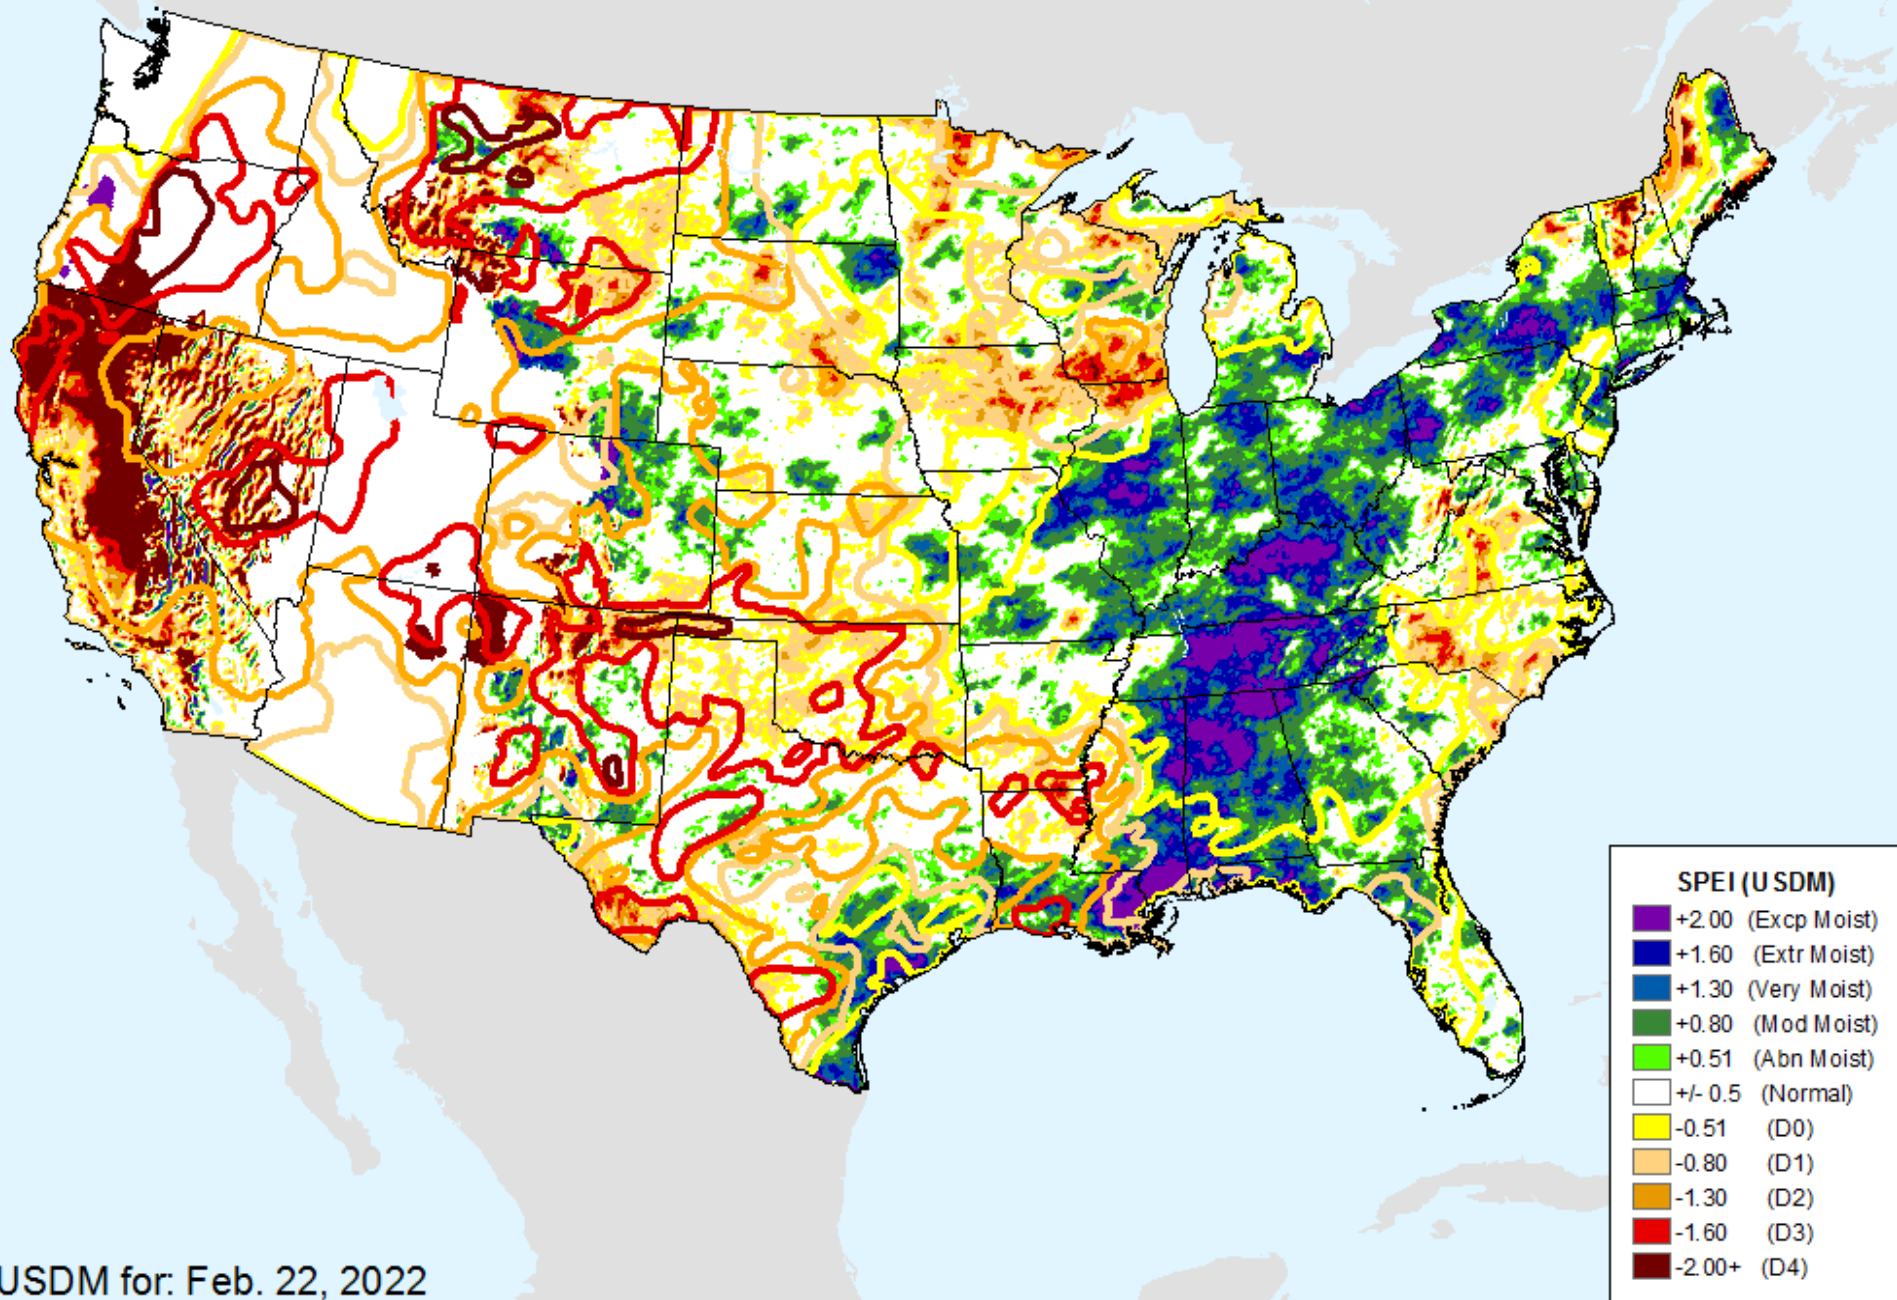 SPEI (USDM)
+2.00 (Excp Moist)
+1.60 (Extr Moist)
+1.30 (Very Moist)
+0.80 (Mod Moist)
+0.51 (Abn Moist)
+/- 0.5 (Normal)
-0.51 (D0)
-0.80 (D1)
-1.30 (D2)
-1.60 (D3)
-2.00+ (D4)
USDM for: Feb. 22, 2022